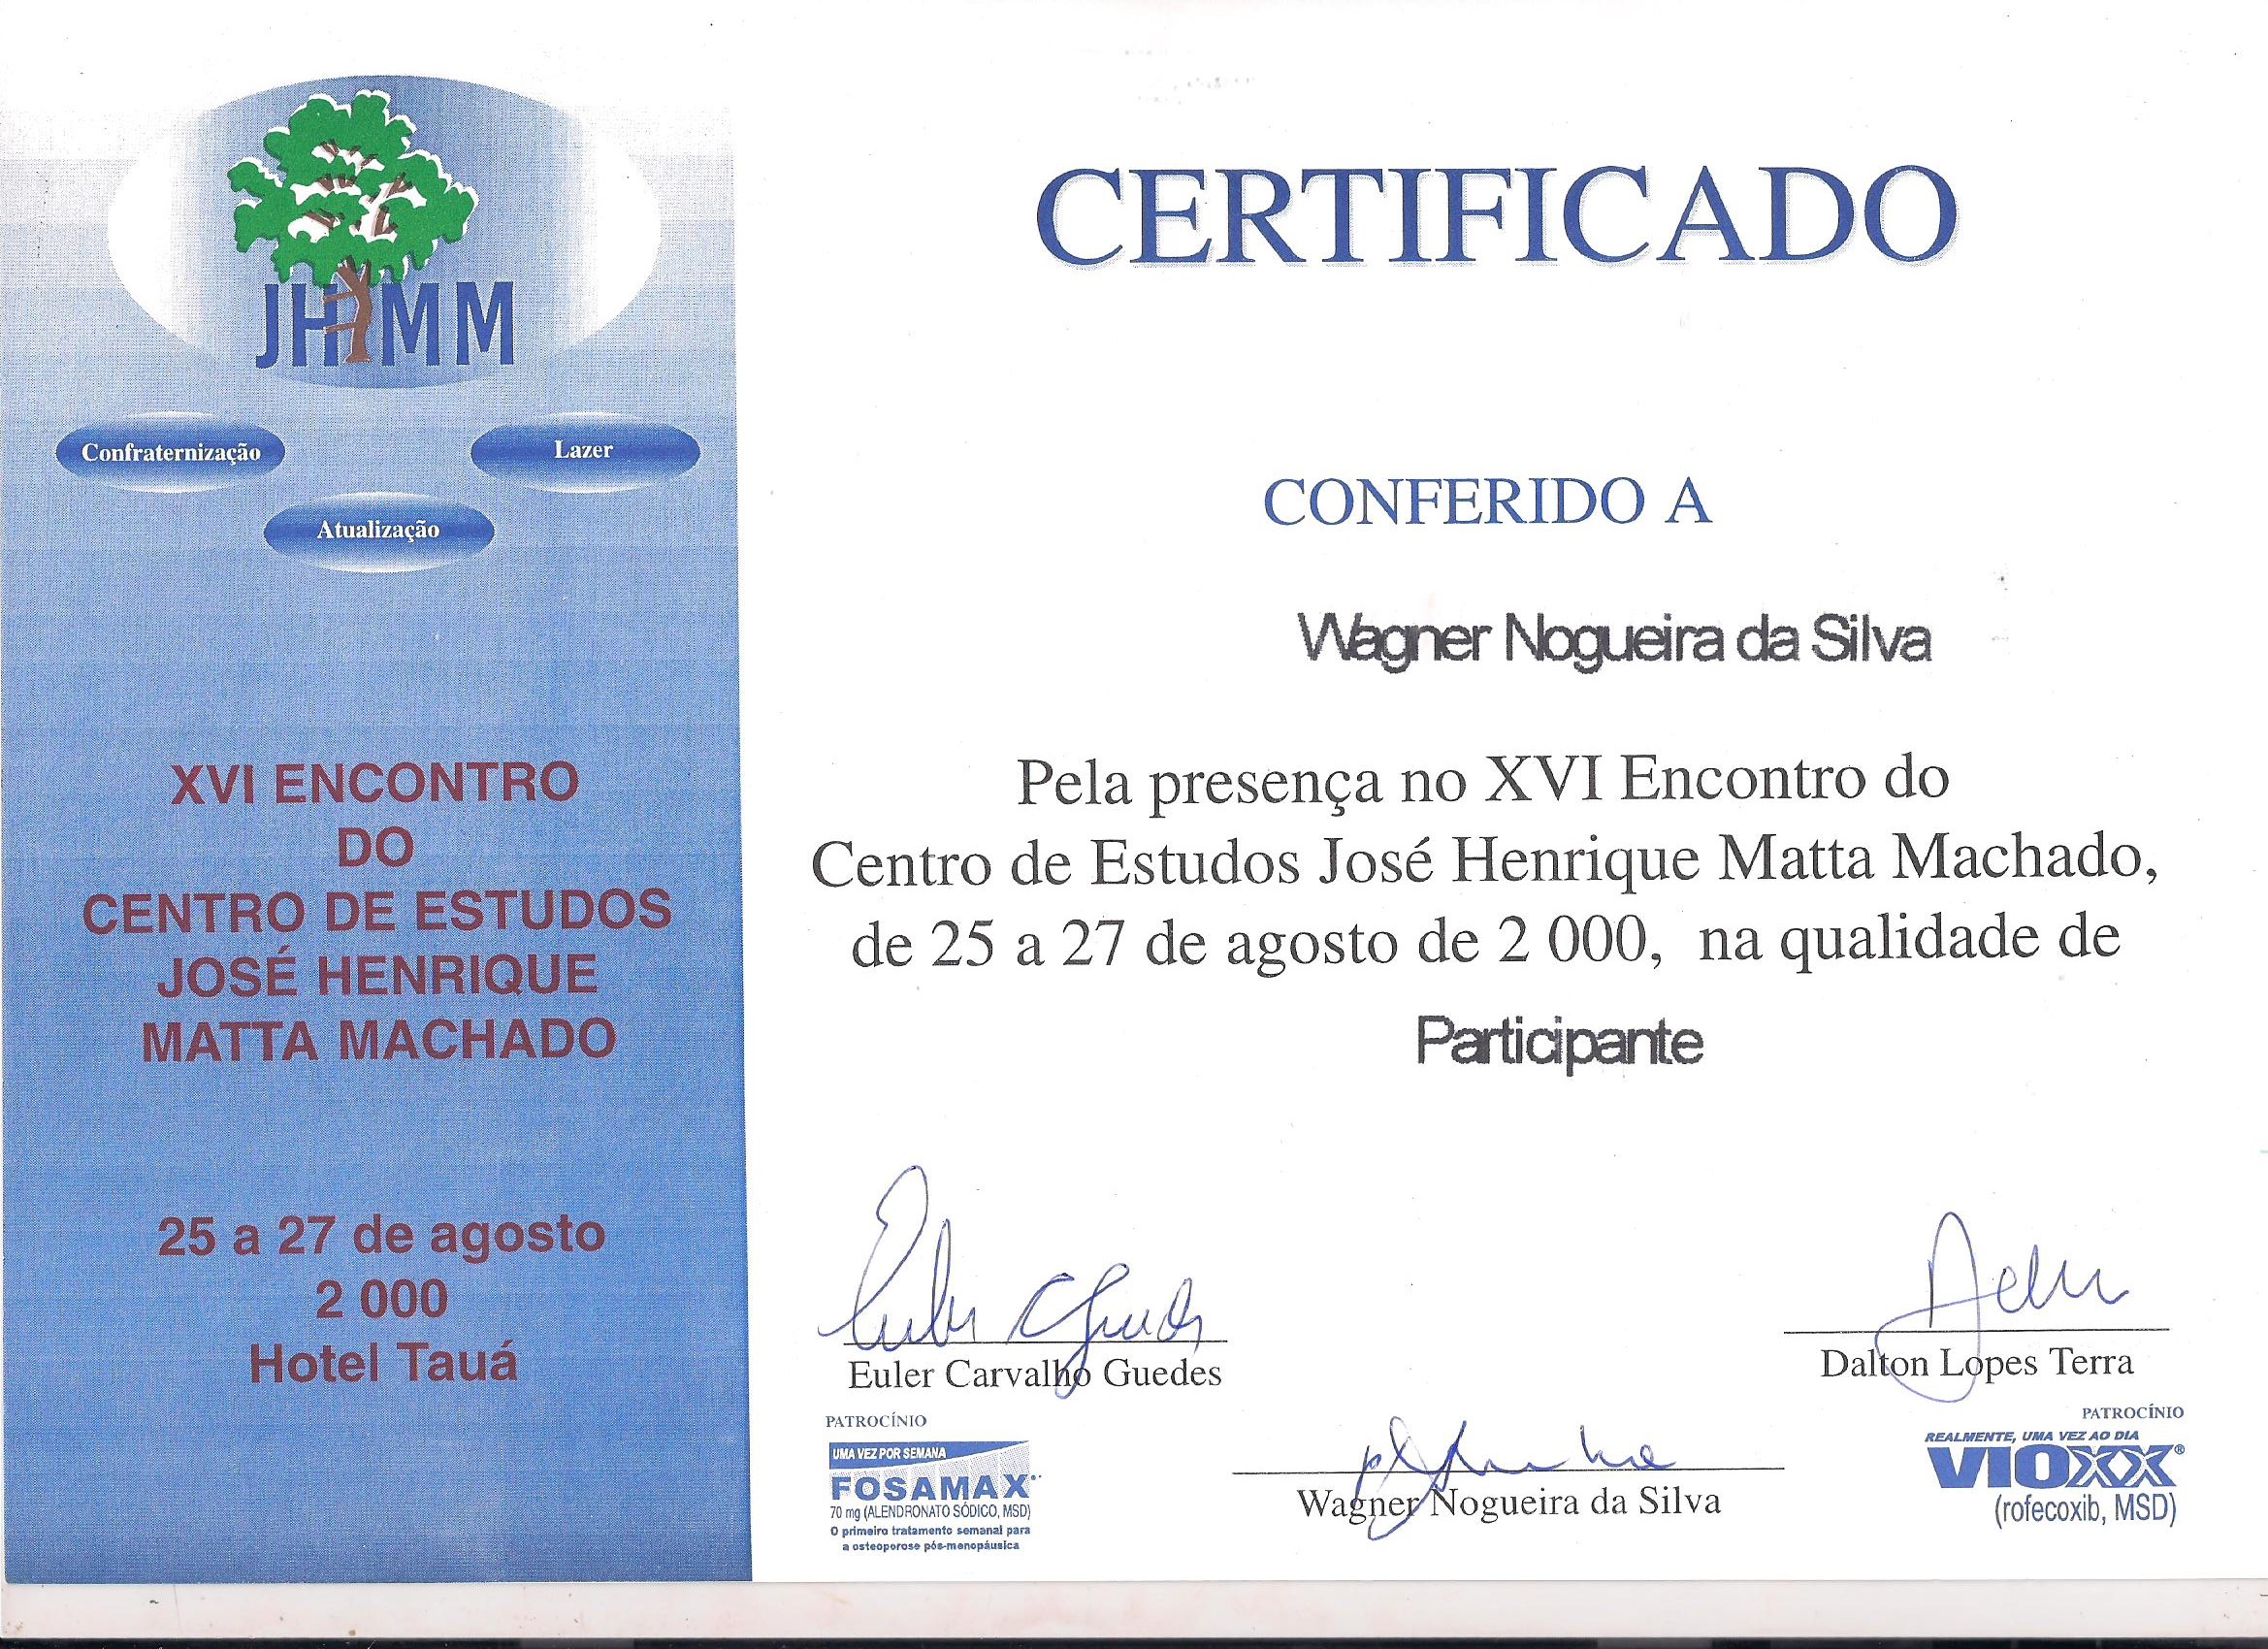 JHMM
Confraternização
Lazer
Atualização
XVI ENCONTRO
DO
CENTRO DE ESTUDOS
JOSÉ HENRIQUE
MATTA MACHADO
25 a 27 de agosto
2 000
Hotel Tauá
CERTIFICADO
CONFERIDO A
Wagner Nogueira da Silva
Pela presença no XVI Encontro do
Centro de Estudos José Henrique Matta Machado,
de 25 a 27 de agosto de 2 000, na qualidade de
Participante
Euler Carvalho Guedes
Dalton Lopes Terra
Wagner Nogueira da Silva
PATROCÍNIO
UMA VEZ POR SEMANA
FOSAMAX
70 mg (ALENDRONATO SÓDICO, MSD)
O primeiro tratamento semanal para
a osteoporose pós-menopáusica
PATROCÍNIO
REALMENTE, UMA VEZ AO DIA
VIOXX®
(rofecoxib, MSD)